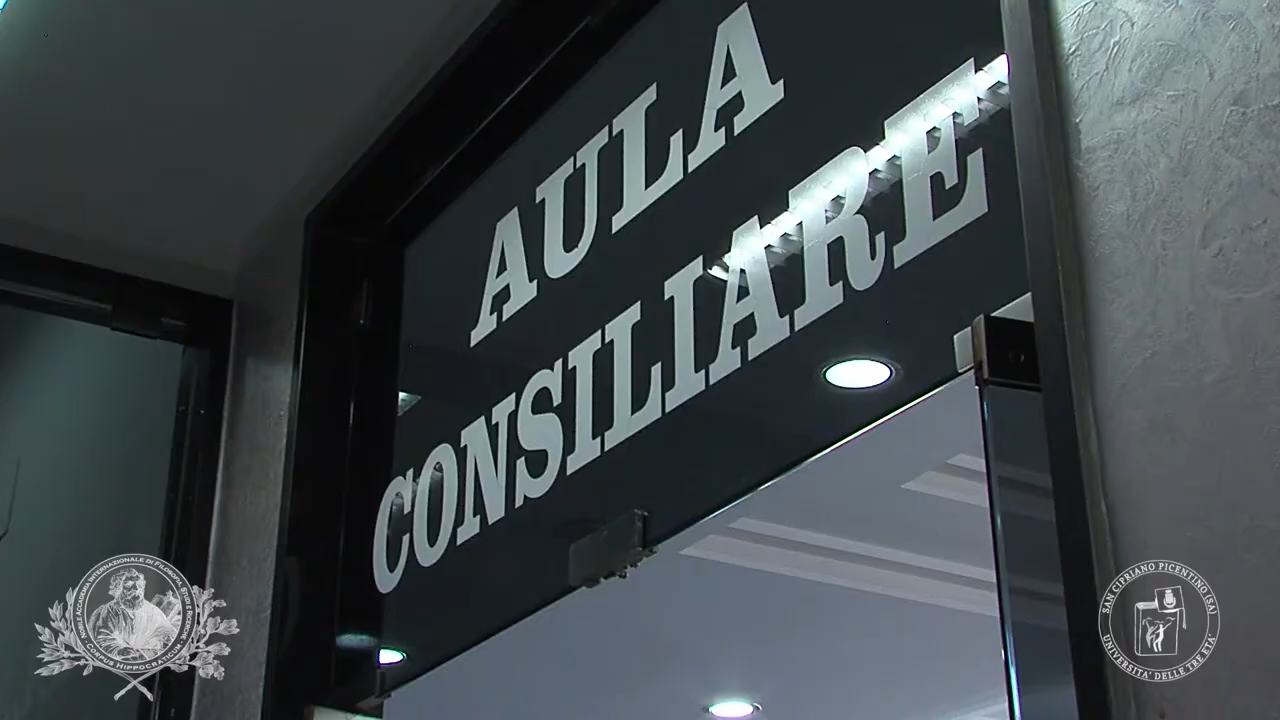 AULA
CONSILIARE
SAN CIPRIANO PICENTINO (SA)
UNIVERSITA' DELLE TRE ETA'
CORPUS HIPPOCRATICUM